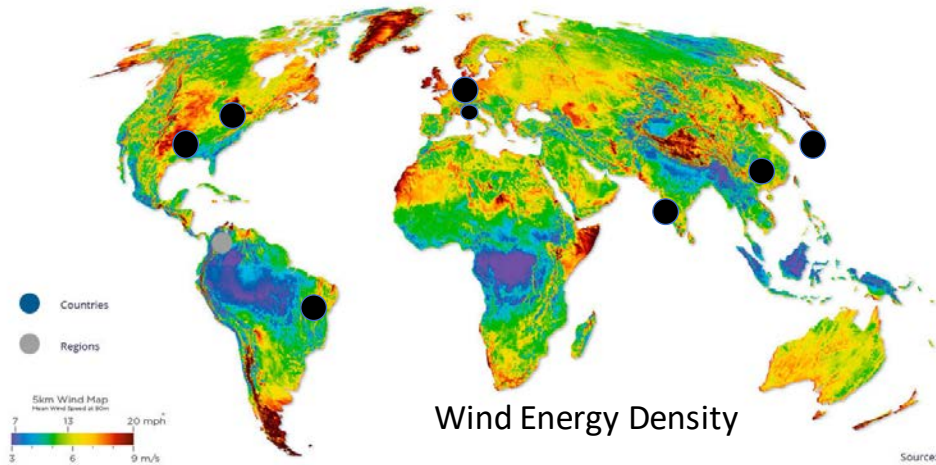 Countries
Regions
5km Wind Map
Mean Wind Speed at 80m
7 13 20 mph
3 6 9 m/s
Wind Energy Density
Source: